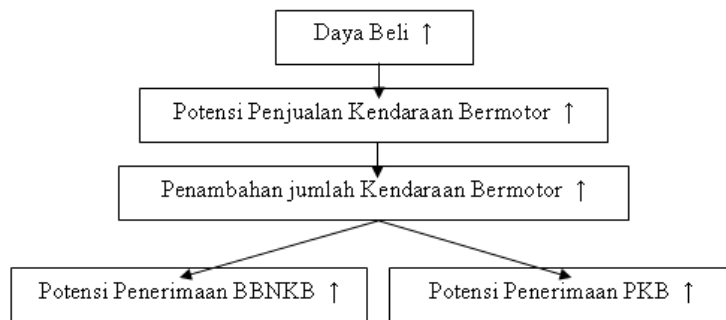 Daya Beli ↑
Potensi Penjualan Kendaraan Bermotor ↑
Penambahan jumlah Kendaraan Bermotor ↑
Potensi Penerimaan BBNKB ↑
Potensi Penerimaan PKB ↑